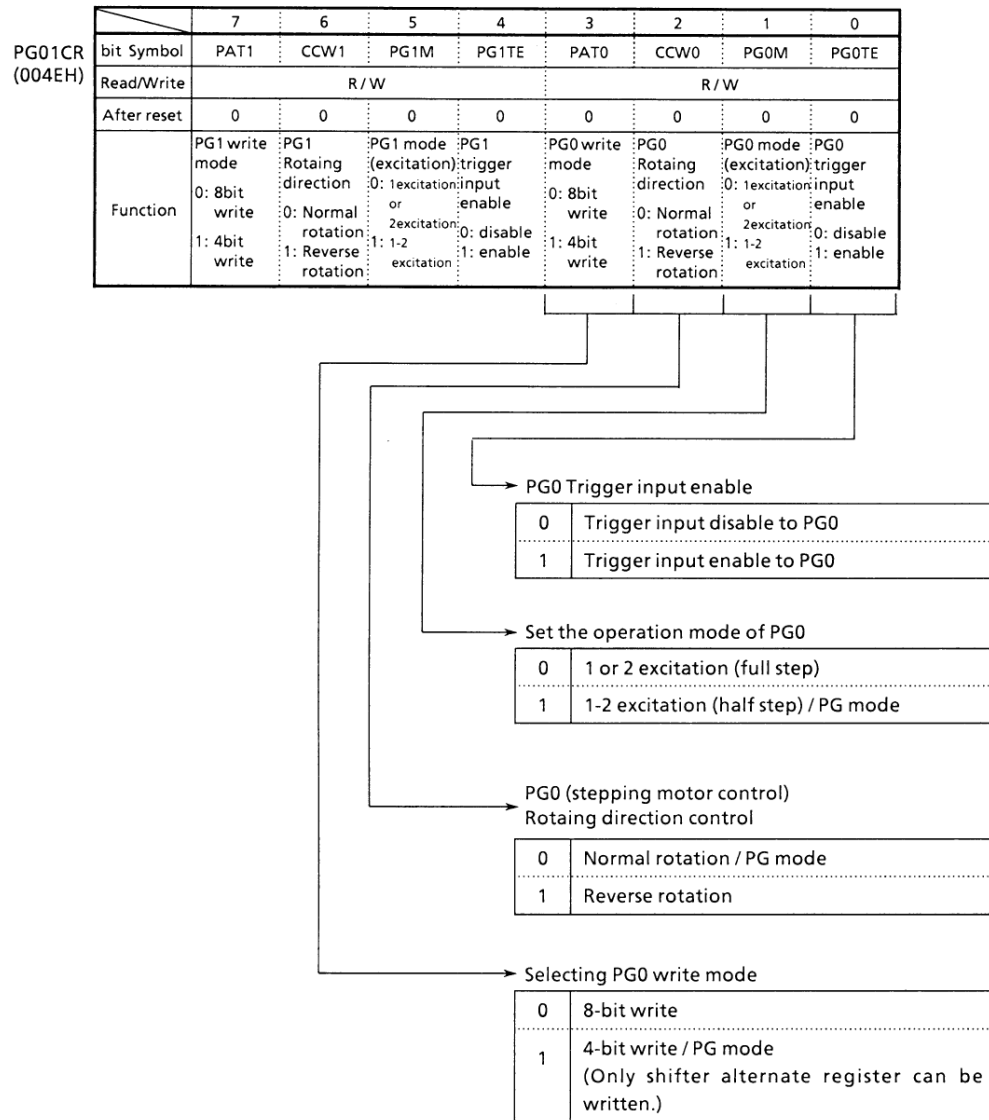 7 6 5 4 3 2 1 0
PG01CR
(004EH)
bit Symbol PAT1 CCW1 PG1M PG1TE PAT0 CCW0 PG0M PG0TE
Read/Write R / W R / W
After reset 0 0 0 0 0 0 0 0
Function
PG1 write
mode
0: 8bit
write
1: 4bit
write
PG1
Rotaing
direction
0: Normal
rotation
1: Reverse
rotation
PG1 mode
(excitation)
0: 1excitation
or
2excitation
1: 1-2
excitation
PG1
trigger
input
enable
0: disable
1: enable
PG0 write
mode
0: 8bit
write
1: 4bit
write
PG0
Rotaing
direction
0: Normal
rotation
1: Reverse
rotation
PG0 mode
(excitation)
0: 1excitation
or
2excitation
1: 1-2
excitation
PG0
trigger
input
enable
0: disable
1: enable
PG0 Trigger input enable
0 Trigger input disable to PG0
1 Trigger input enable to PG0
Set the operation mode of PG0
0 1 or 2 excitation (full step)
1 1-2 excitation (half step) / PG mode
PG0 (stepping motor control)
Rotaing direction control
0 Normal rotation / PG mode
1 Reverse rotation
Selecting PG0 write mode
0 8-bit write
1 4-bit write / PG mode
(Only shifter alternate register can be
written.)